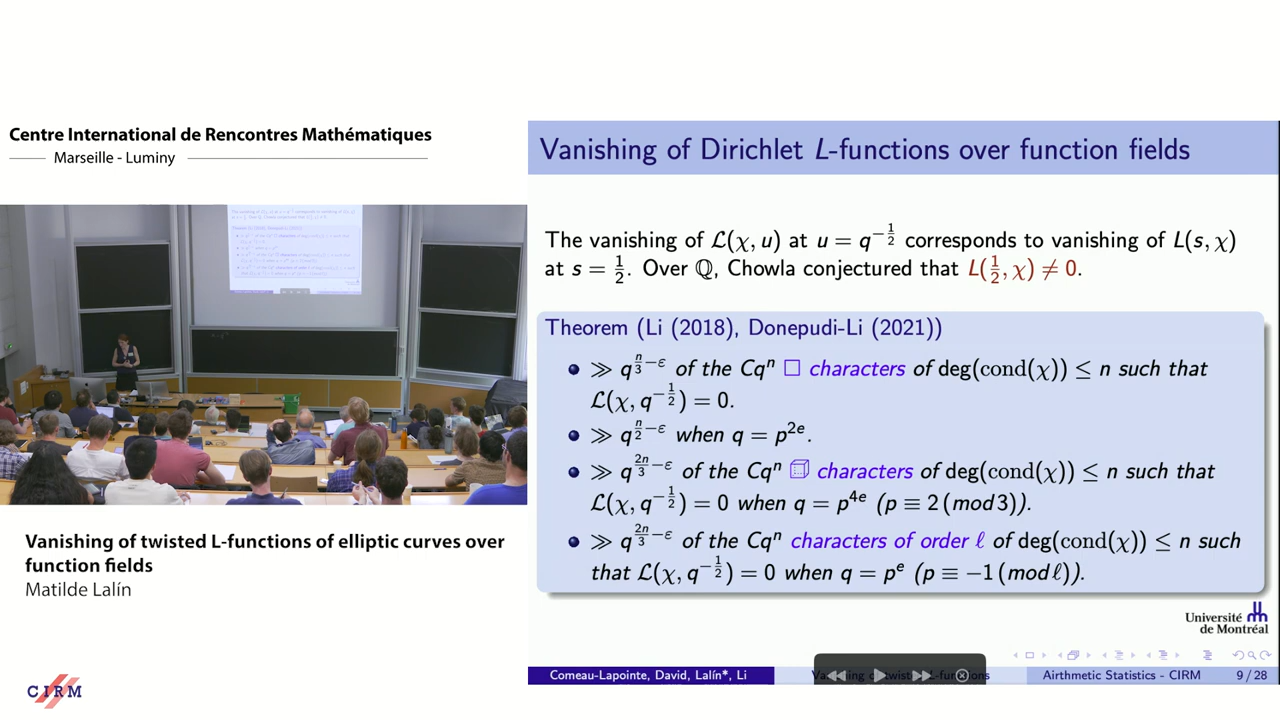 Centre International de Rencontres Mathématiques
Marseille - Luminy
Vanishing of twisted L-functions of elliptic curves over
function fields
Matilde Lalín
CIRM
Vanishing of Dirichlet L-functions over function fields
The vanishing of 𝓛(χ, u) at u = q^{-1/2} corresponds to vanishing of L(s, χ)
at s = 1/2. Over ℚ, Chowla conjectured that L(1/2, χ) ≠ 0.
Theorem (Li (2018), Donepudi-Li (2021))
• ≫ q^{n/3−ε} of the Cq^n □ characters of deg(cond(χ)) ≤ n such that
𝓛(χ, q^{-1/2}) = 0.
• ≫ q^{n/2−ε} when q = p^{2e}.
• ≫ q^{2n/3−ε} of the Cq^n characters of deg(cond(χ)) ≤ n such that
𝓛(χ, q^{-1/2}) = 0 when q = p^{4e} (p ≡ 2 (mod 3)).
• ≫ q^{2n/3−ε} of the Cq^n characters of order ℓ of deg(cond(χ)) ≤ n such
that 𝓛(χ, q^{-1/2}) = 0 when q = p^e (p ≡ −1 (mod ℓ)).
Université
de Montréal
Comeau-Lapointe, David, Lalín*, Li
Airthmetic Statistics - CIRM
9 / 28